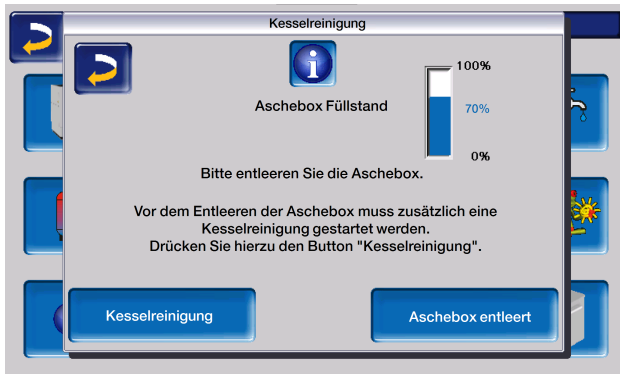 Kesselreinigung
100%
Aschebox Füllstand
70%
0%
Bitte entleeren Sie die Aschebox.
Vor dem Entleeren der Aschebox muss zusätzlich eine
Kesselreinigung gestartet werden.
Drücken Sie hierzu den Button "Kesselreinigung".
Kesselreinigung
Aschebox entleert